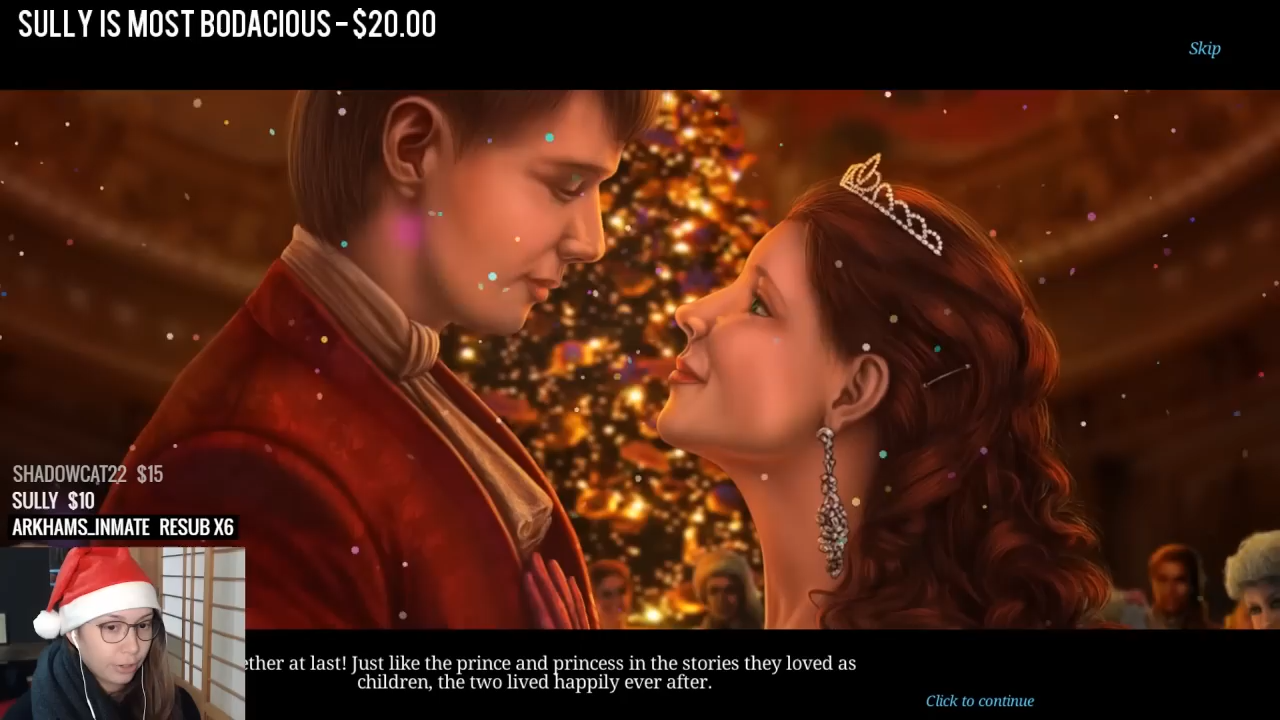 SULLY IS MOST BODACIOUS - $20.00
Skip
SHADOWCAT22 $15
SULLY $10
ARKHAMS_INMATE RESUB X6
at last! Just like the prince and princess in the stories they loved as
children, the two lived happily ever after.
Click to continue